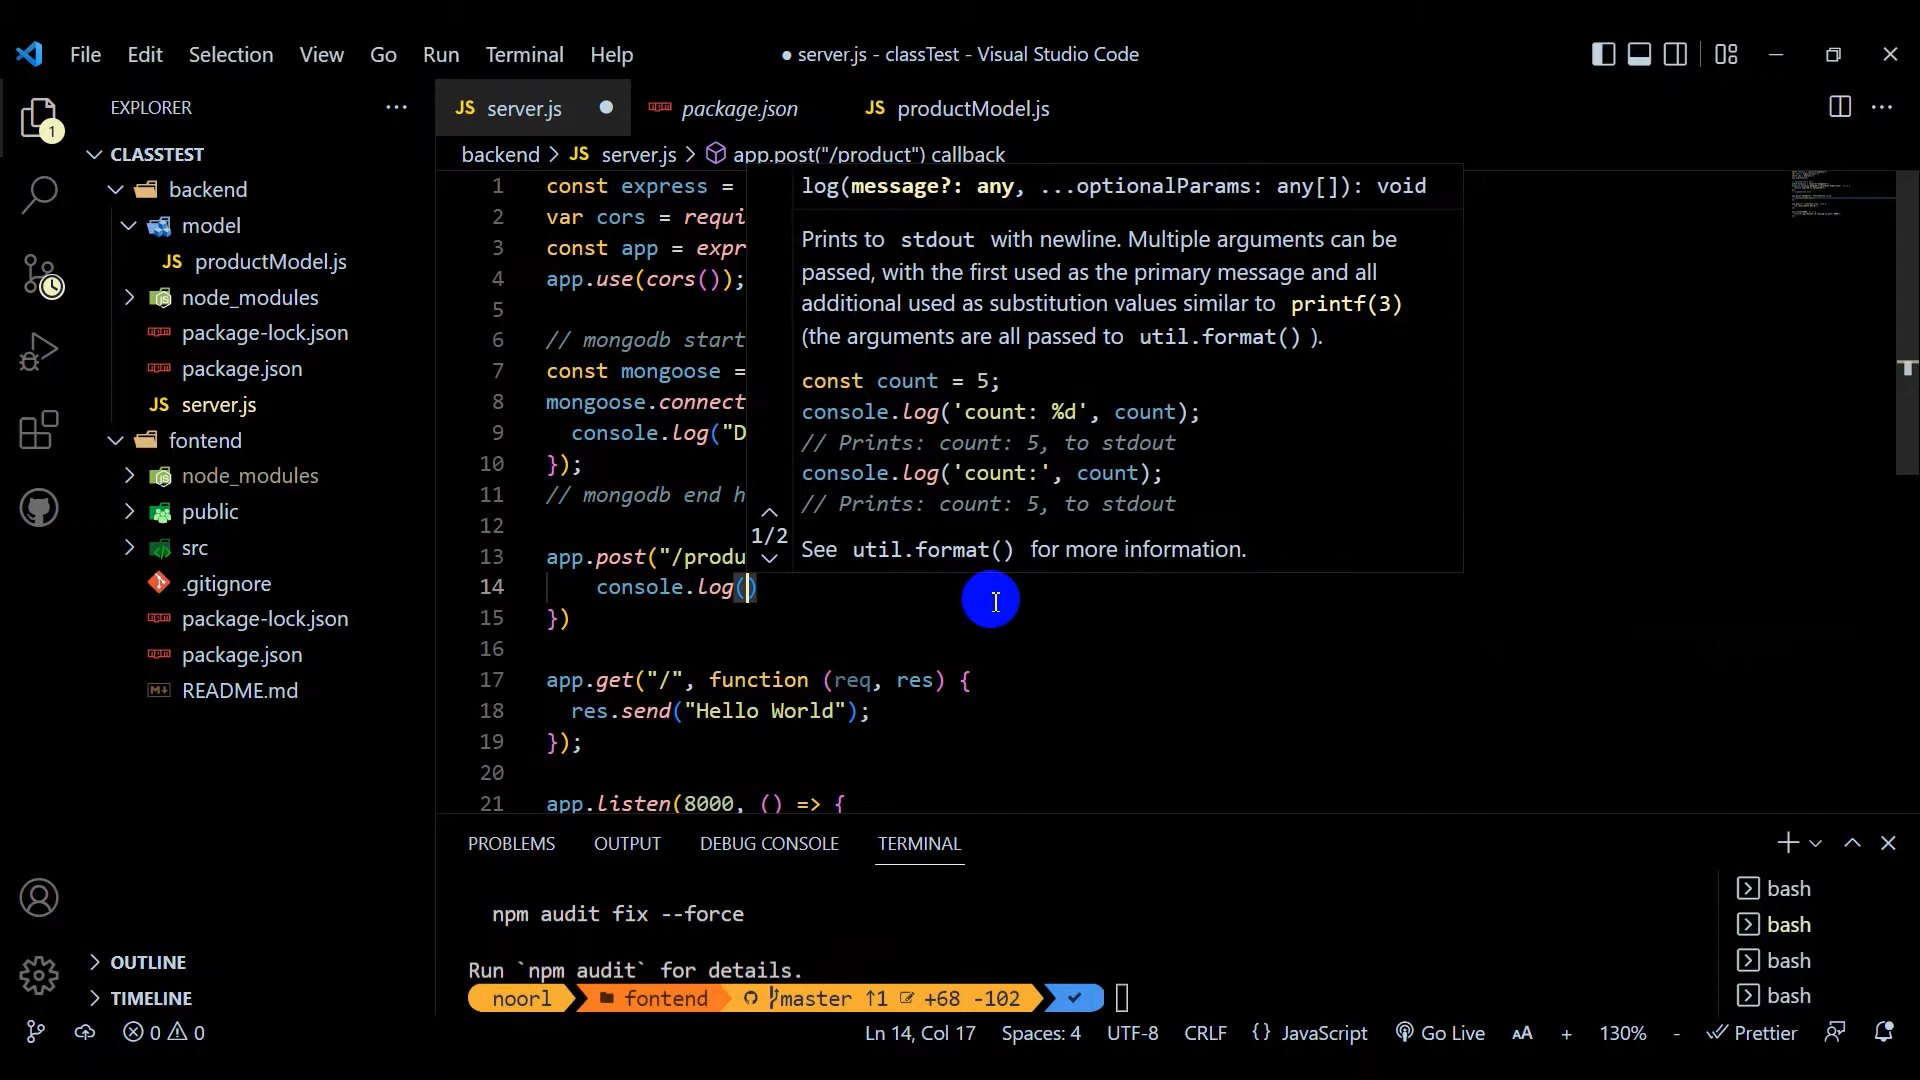 File Edit Selection View Go Run Terminal Help
● server.js - classTest - Visual Studio Code
EXPLORER
1
CLASSTEST
backend
model
JS productModel.js
node_modules
package-lock.json
package.json
JS server.js
fontend
node_modules
public
src
.gitignore
package-lock.json
package.json
README.md
OUTLINE
TIMELINE
JS server.js ● package.json JS productModel.js
backend > JS server.js > app.post("/product") callback
1 const express =
2 var cors = requi
3 const app = expr
4 app.use(cors());
5
6 // mongodb start
7 const mongoose =
8 mongoose.connect
9 console.log("D
10 });
11 // mongodb end h
12
13 app.post("/produ
14 console.log()
15 })
16
17 app.get("/", function (req, res) {
18 res.send("Hello World");
19 });
20
21 app.listen(8000, () => {
1/2
log(message?: any, ...optionalParams: any[]): void
Prints to stdout with newline. Multiple arguments can be
passed, with the first used as the primary message and all
additional used as substitution values similar to printf(3)
(the arguments are all passed to util.format() ).
const count = 5;
console.log('count: %d', count);
// Prints: count: 5, to stdout
console.log('count:', count);
// Prints: count: 5, to stdout
See util.format() for more information.
PROBLEMS OUTPUT DEBUG CONSOLE TERMINAL
npm audit fix --force
Run `npm audit` for details.
noorl fontend master ↑1 +68 -102
bash
bash
bash
bash
0 0
Ln 14, Col 17 Spaces: 4 UTF-8 CRLF {} JavaScript Go Live AA + 130% - Prettier